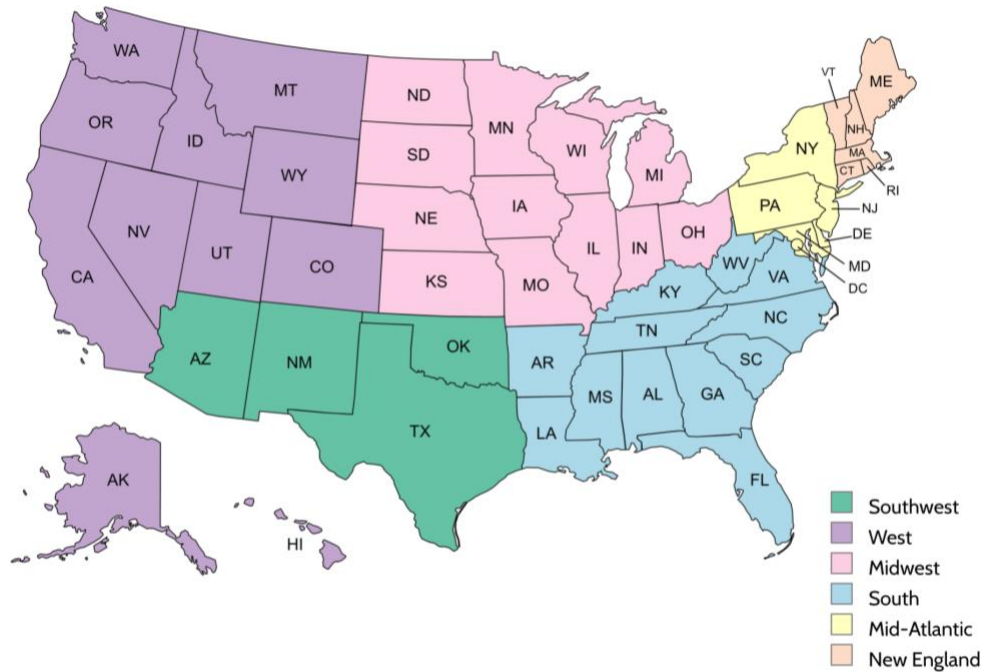 WA
MT
ND
MN
VT
ME
OR
ID
SD
WI
MI
NY
NH
MA
CT
RI
WY
NE
IA
PA
NJ
NV
UT
CO
IL
IN
OH
DE
CA
KS
MO
WV
VA
MD
DC
KY
AZ
NM
OK
AR
TN
NC
SC
TX
MS
AL
GA
LA
FL
AK
HI
Southwest
West
Midwest
South
Mid-Atlantic
New England